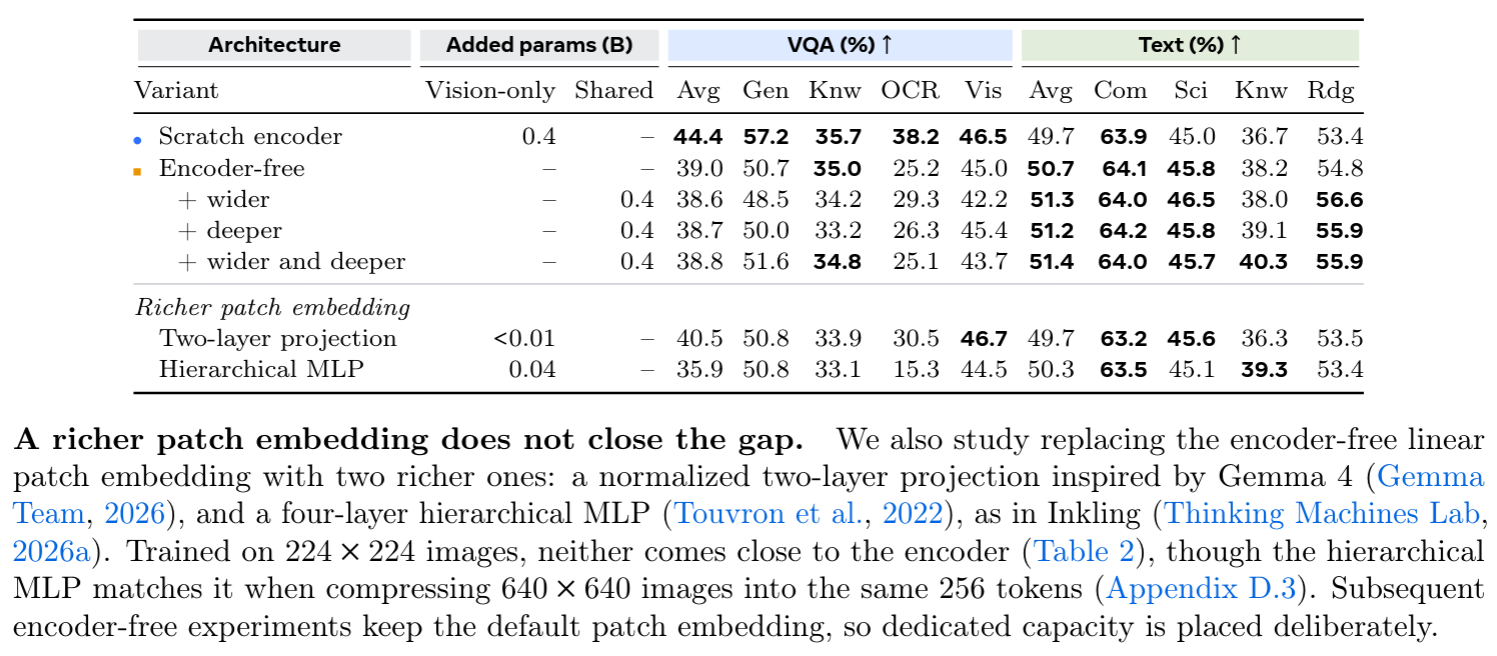 Architecture Added params (B) VQA (%) ↑ Text (%) ↑
Variant Vision-only Shared Avg Gen Knw OCR Vis Avg Com Sci Knw Rdg
Scratch encoder 0.4 – 44.4 57.2 35.7 38.2 46.5 49.7 63.9 45.0 36.7 53.4
Encoder-free – – 39.0 50.7 35.0 25.2 45.0 50.7 64.1 45.8 38.2 54.8
+ wider – 0.4 38.6 48.5 34.2 29.3 42.2 51.3 64.0 46.5 38.0 56.6
+ deeper – 0.4 38.7 50.0 33.2 26.3 45.4 51.2 64.2 45.8 39.1 55.9
+ wider and deeper – 0.4 38.8 51.6 34.8 25.1 43.7 51.4 64.0 45.7 40.3 55.9
Richer patch embedding
Two-layer projection <0.01 – 40.5 50.8 33.9 30.5 46.7 49.7 63.2 45.6 36.3 53.5
Hierarchical MLP 0.04 – 35.9 50.8 33.1 15.3 44.5 50.3 63.5 45.1 39.3 53.4
A richer patch embedding does not close the gap. We also study replacing the encoder-free linear
patch embedding with two richer ones: a normalized two-layer projection inspired by Gemma 4 (Gemma
Team, 2026), and a four-layer hierarchical MLP (Touvron et al., 2022), as in Inkling (Thinking Machines Lab,
2026a). Trained on 224 × 224 images, neither comes close to the encoder (Table 2), though the hierarchical
MLP matches it when compressing 640 × 640 images into the same 256 tokens (Appendix D.3). Subsequent
encoder-free experiments keep the default patch embedding, so dedicated capacity is placed deliberately.